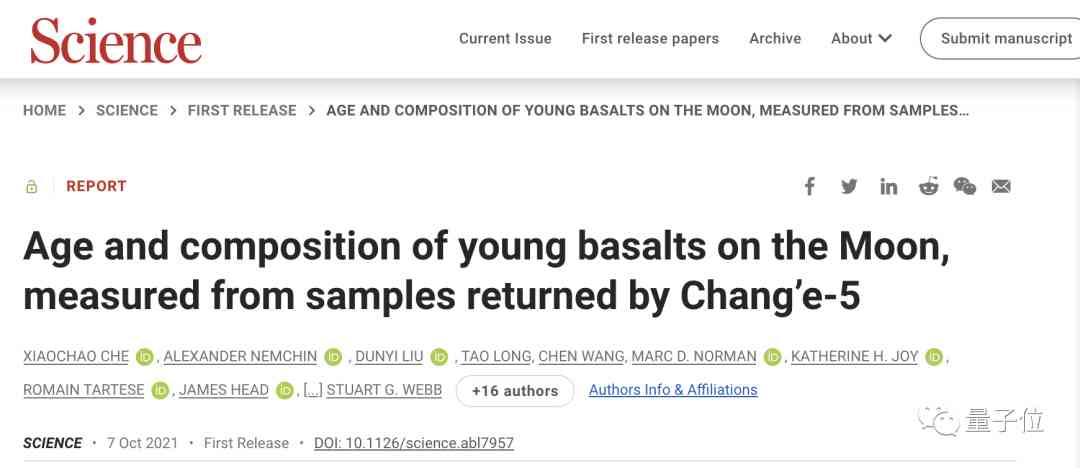 Science
Current Issue First release papers Archive About Submit manuscript
HOME > SCIENCE > FIRST RELEASE > AGE AND COMPOSITION OF YOUNG BASALTS ON THE MOON, MEASURED FROM SAMPLES…
REPORT
Age and composition of young basalts on the Moon,
measured from samples returned by Chang’e-5
XIAOCHAO CHE iD, ALEXANDER NEMCHIN iD, DUNYI LIU iD, TAO LONG, CHEN WANG, MARC D. NORMAN iD, KATHERINE H. JOY iD,
ROMAIN TARTESE iD, JAMES HEAD iD, [...] STUART G. WEBB +16 authors Authors Info & Affiliations
量子位
SCIENCE • 7 Oct 2021 • First Release • DOI: 10.1126/science.abl7957